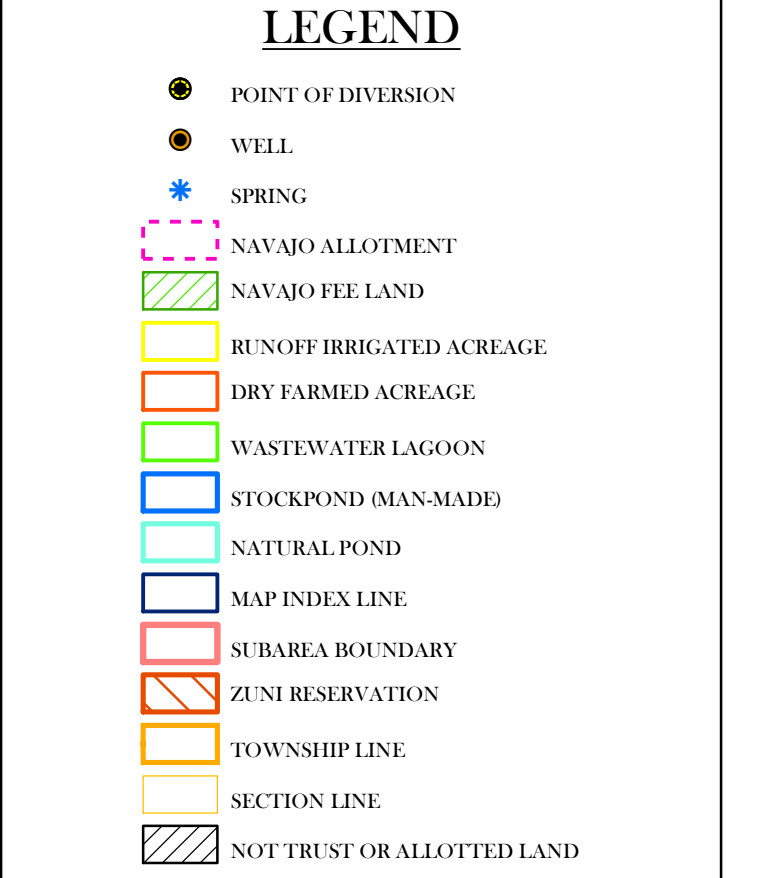 LEGEND
POINT OF DIVERSION
WELL
SPRING
NAVAJO ALLOTMENT
NAVAJO FEE LAND
RUNOFF IRRIGATED ACREAGE
DRY FARMED ACREAGE
WASTEWATER LAGOON
STOCKPOND (MAN-MADE)
NATURAL POND
MAP INDEX LINE
SUBAREA BOUNDARY
ZUNI RESERVATION
TOWNSHIP LINE
SECTION LINE
NOT TRUST OR ALLOTTED LAND